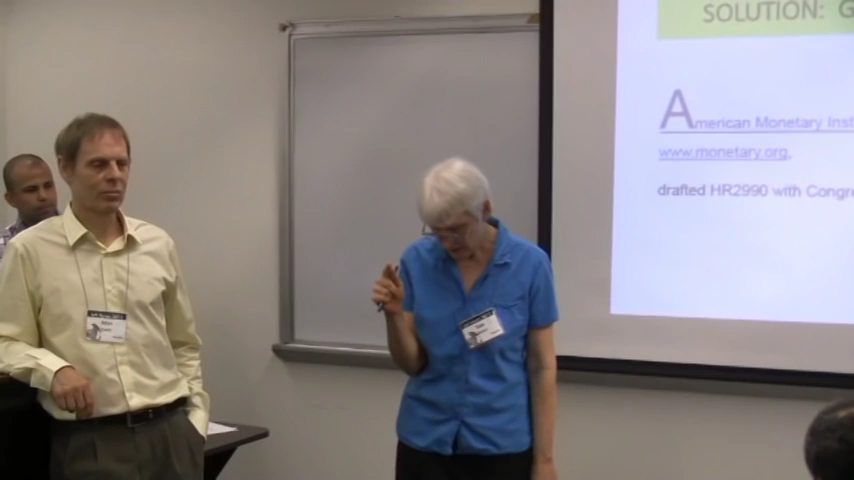 SOLUTION: G
American Monetary Inst
www.monetary.org,
drafted HR2990 with Congre